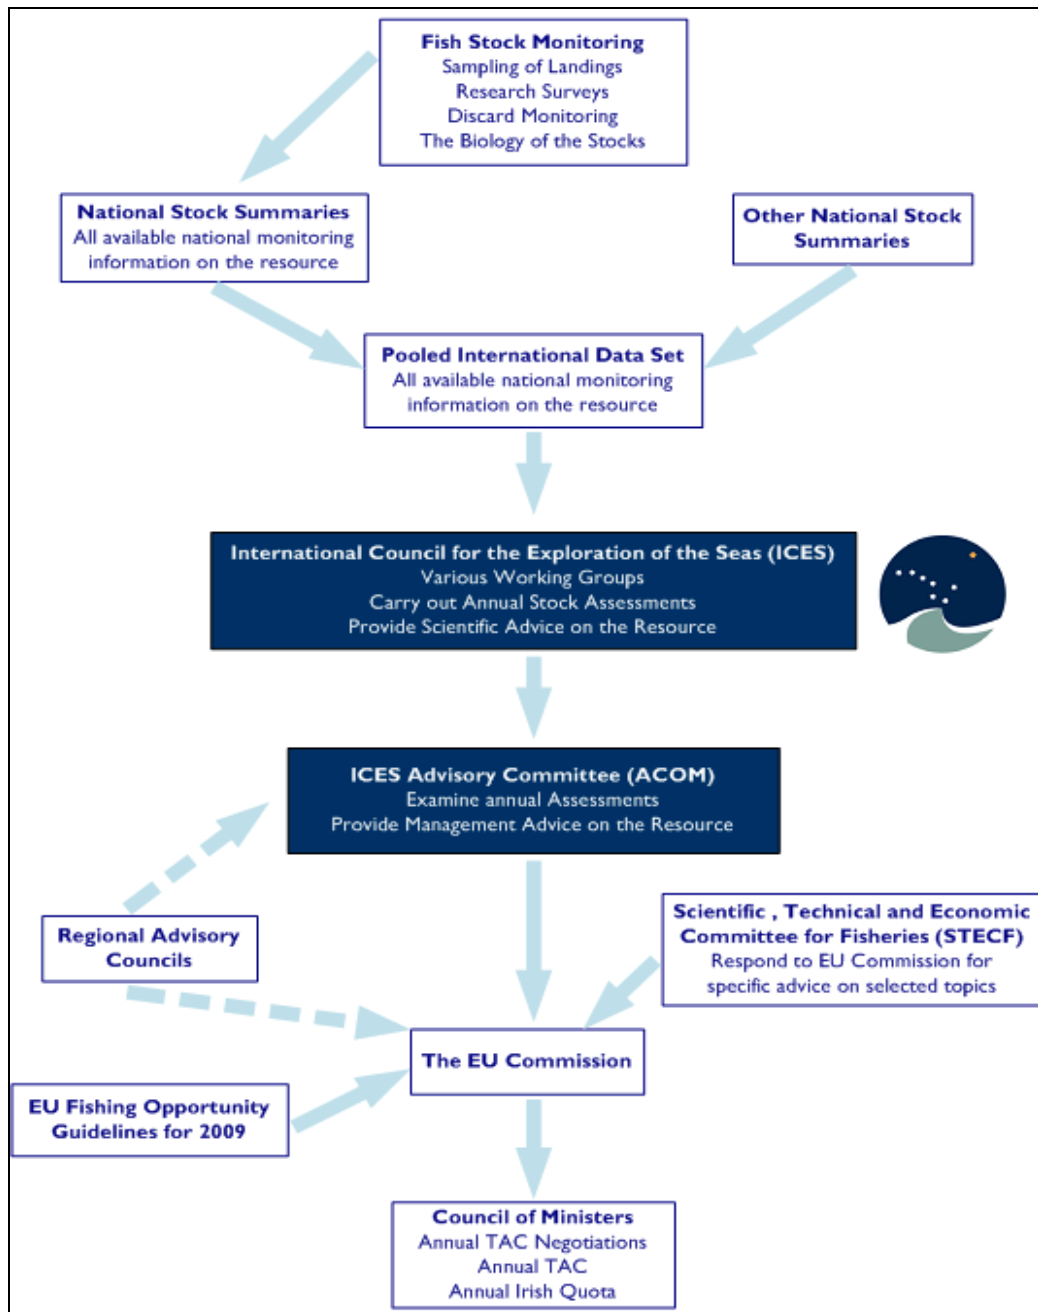 Fish Stock Monitoring
Sampling of Landings
Research Surveys
Discard Monitoring
The Biology of the Stocks
National Stock Summaries
All available national monitoring
information on the resource
Other National Stock
Summaries
Pooled International Data Set
All available national monitoring
information on the resource
International Council for the Exploration of the Seas (ICES)
Various Working Groups
Carry out Annual Stock Assessments
Provide Scientific Advice on the Resource
ICES Advisory Committee (ACOM)
Examine annual Assessments
Provide Management Advice on the Resource
Regional Advisory
Councils
Scientific , Technical and Economic
Committee for Fisheries (STECF)
Respond to EU Commission for
specific advice on selected topics
The EU Commission
EU Fishing Opportunity
Guidelines for 2009
Council of Ministers
Annual TAC Negotiations
Annual TAC
Annual Irish Quota